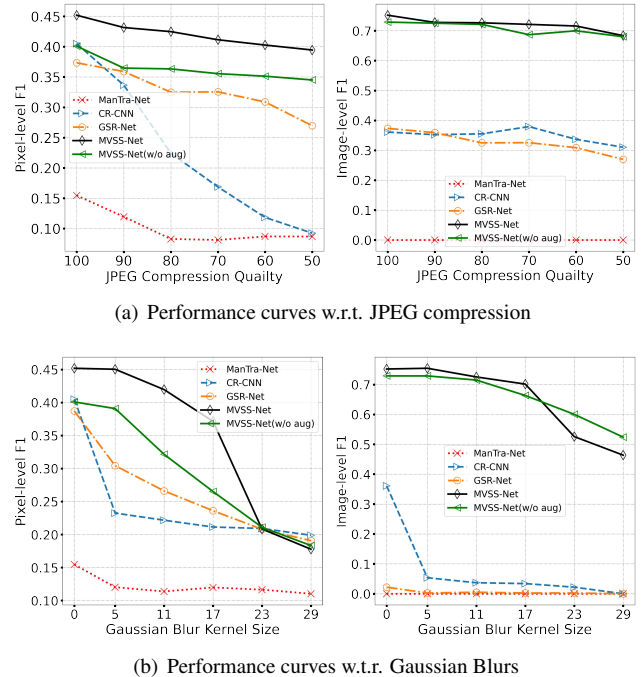 0.45
0.40
0.35
0.30
0.25
0.20
0.15
0.10
Pixel-level F1
ManTra-Net
CR-CNN
GSR-Net
MVSS-Net
MVSS-Net(w/o aug)
100 90 80 70 60 50
JPEG Compression Quailty
0.7
0.6
0.5
0.4
0.3
0.2
0.1
0.0
Image-level F1
ManTra-Net
CR-CNN
GSR-Net
MVSS-Net
MVSS-Net(w/o aug)
100 90 80 70 60 50
JPEG Compression Quailty
(a) Performance curves w.r.t. JPEG compression
0.45
0.40
0.35
0.30
0.25
0.20
0.15
0.10
Pixel-level F1
ManTra-Net
CR-CNN
GSR-Net
MVSS-Net
MVSS-Net(w/o aug)
0 5 11 17 23 29
Gaussian Blur Kernel Size
0.7
0.6
0.5
0.4
0.3
0.2
0.1
0.0
Image-level F1
ManTra-Net
CR-CNN
GSR-Net
MVSS-Net
MVSS-Net(w/o aug)
0 5 11 17 23 29
Gaussian Blur Kernel Size
(b) Performance curves w.t.r. Gaussian Blurs